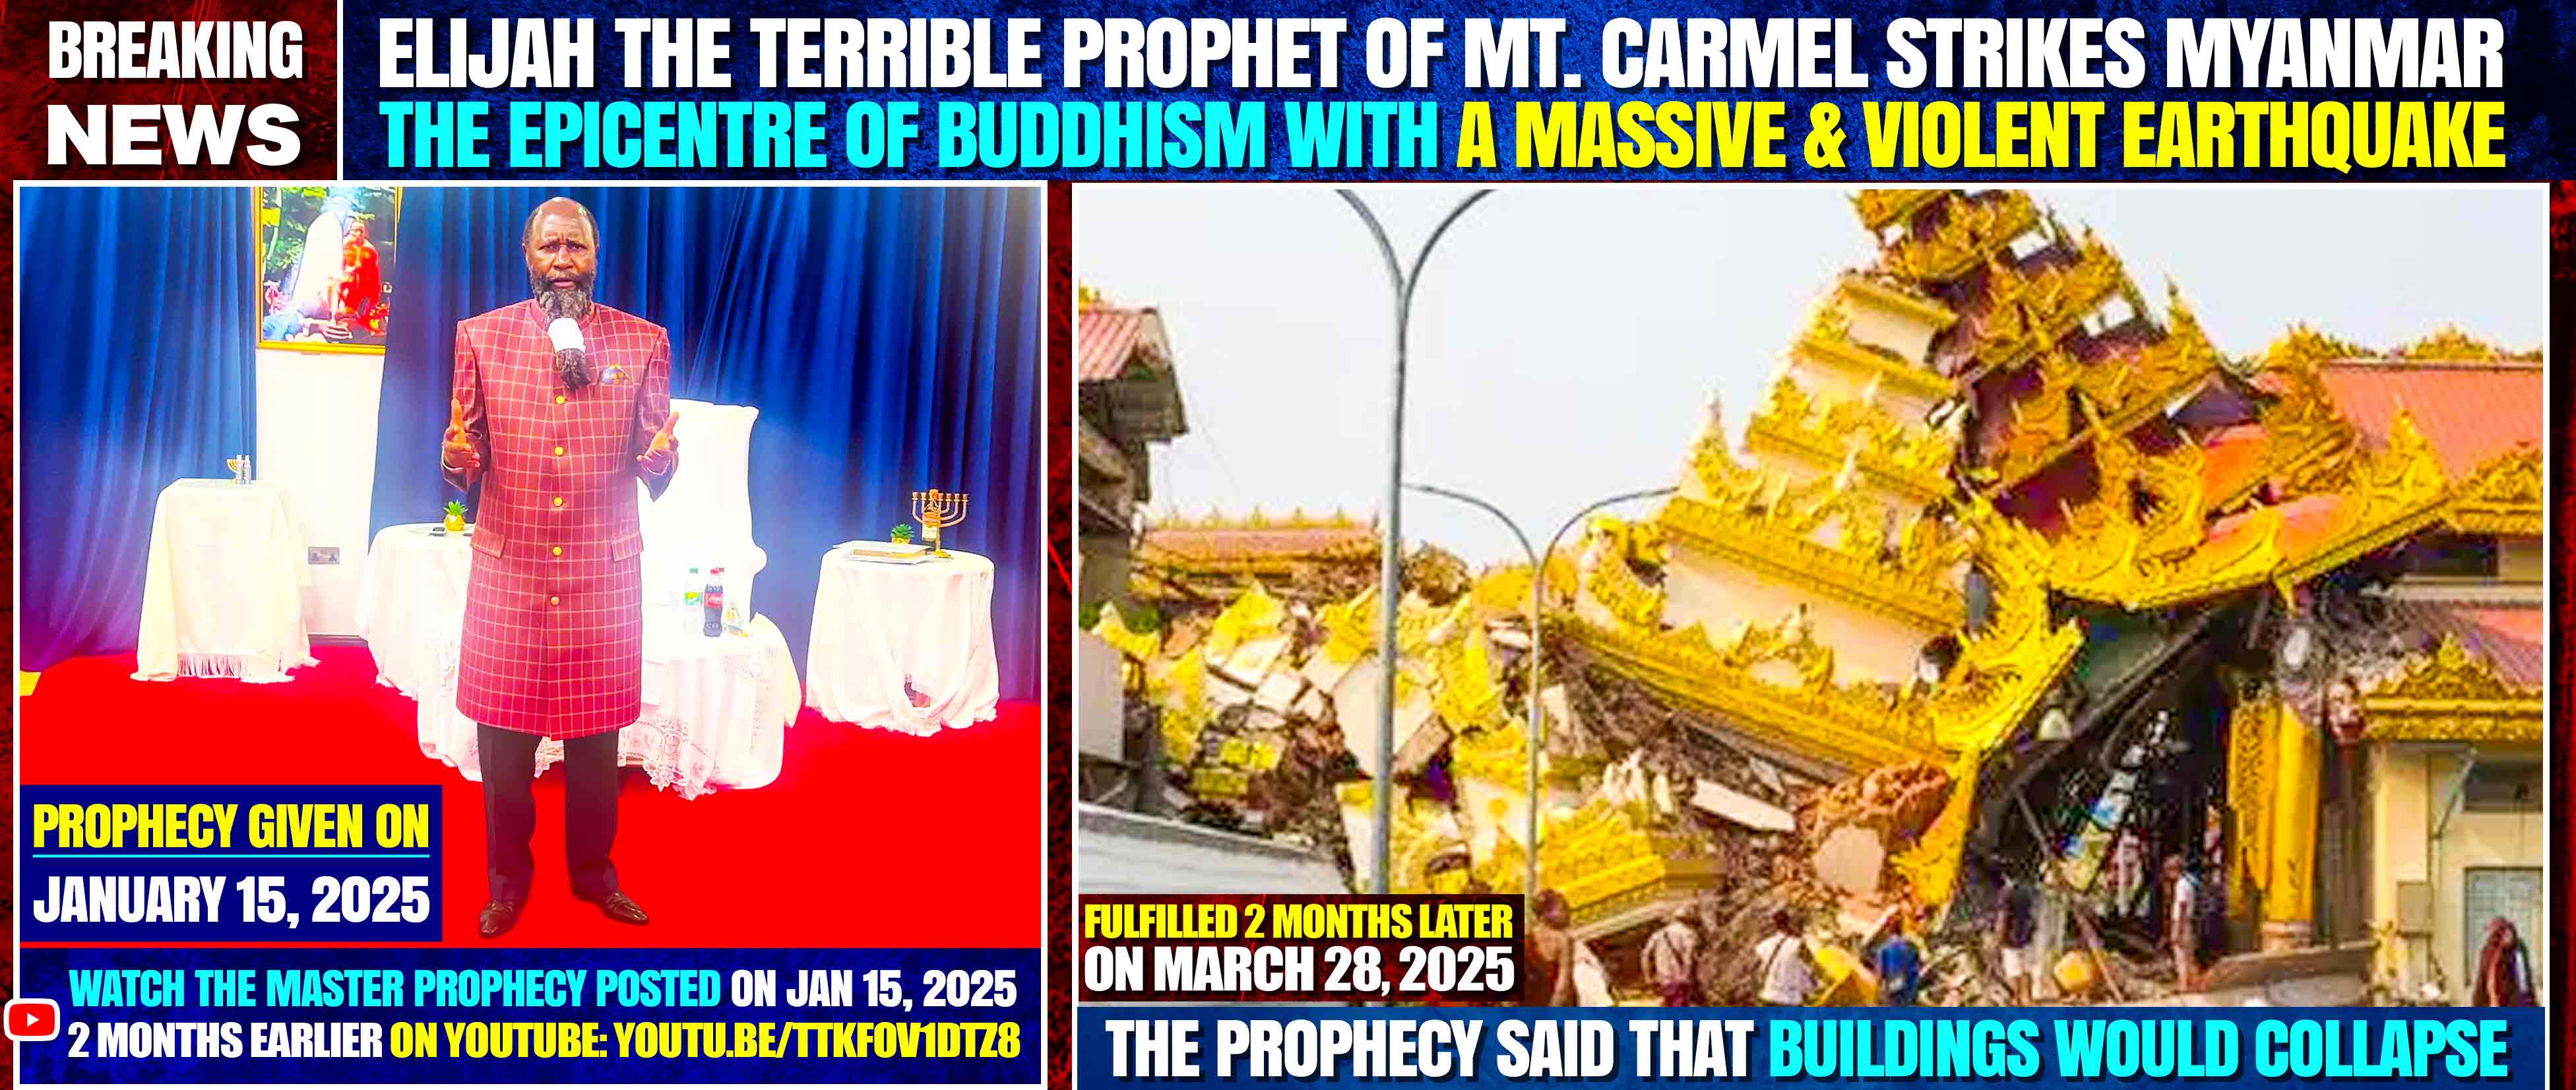 BREAKING
NEWS
ELIJAH THE TERRIBLE PROPHET OF MT. CARMEL STRIKES MYANMAR
THE EPICENTRE OF BUDDHISM WITH A MASSIVE & VIOLENT EARTHQUAKE
PROPHECY GIVEN ON
JANUARY 15, 2025
WATCH THE MASTER PROPHECY POSTED ON JAN 15, 2025
2 MONTHS EARLIER ON YOUTUBE: YOUTU.BE/TTKFOV1DTZ8
FULFILLED 2 MONTHS LATER
ON MARCH 28, 2025
THE PROPHECY SAID THAT BUILDINGS WOULD COLLAPSE